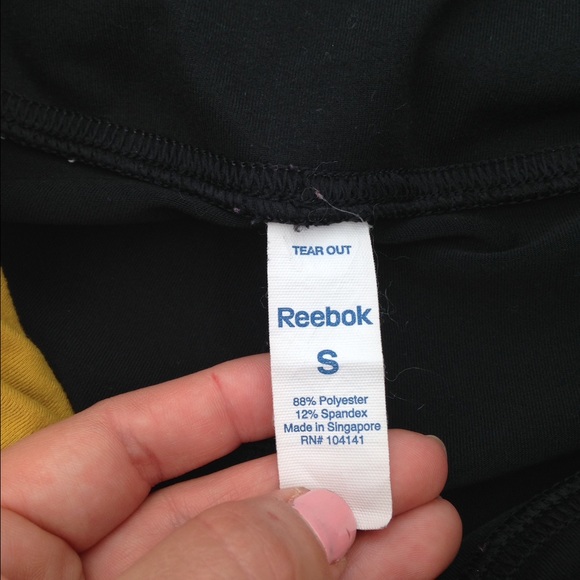 TEAR OUT
Reebok
S
88% Polyester
12% Spandex
Made in Singapore
RN# 104141